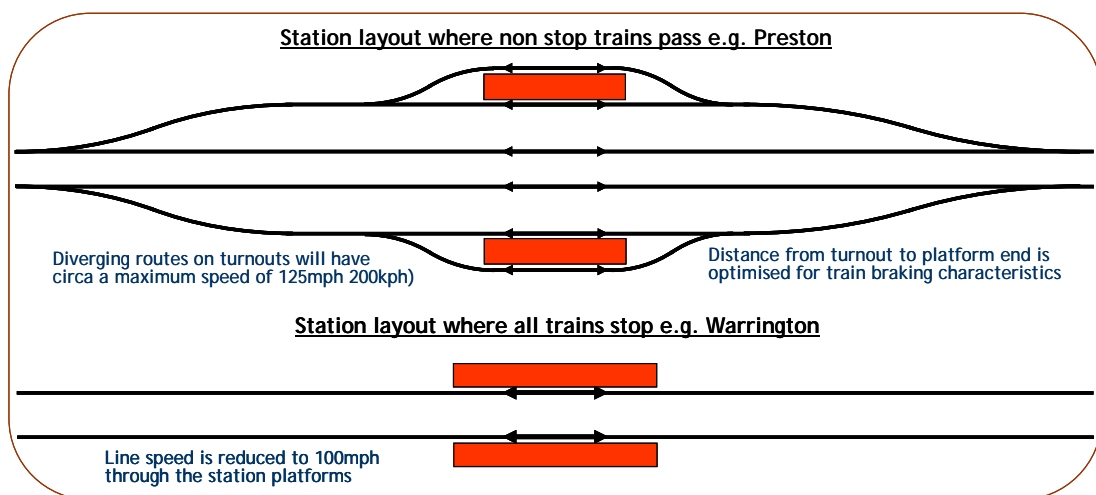 Station layout where non stop trains pass e.g. Preston
Diverging routes on turnouts will have
circa a maximum speed of 125mph 200kph)
Distance from turnout to platform end is
optimised for train braking characteristics
Station layout where all trains stop e.g. Warrington
Line speed is reduced to 100mph
through the station platforms